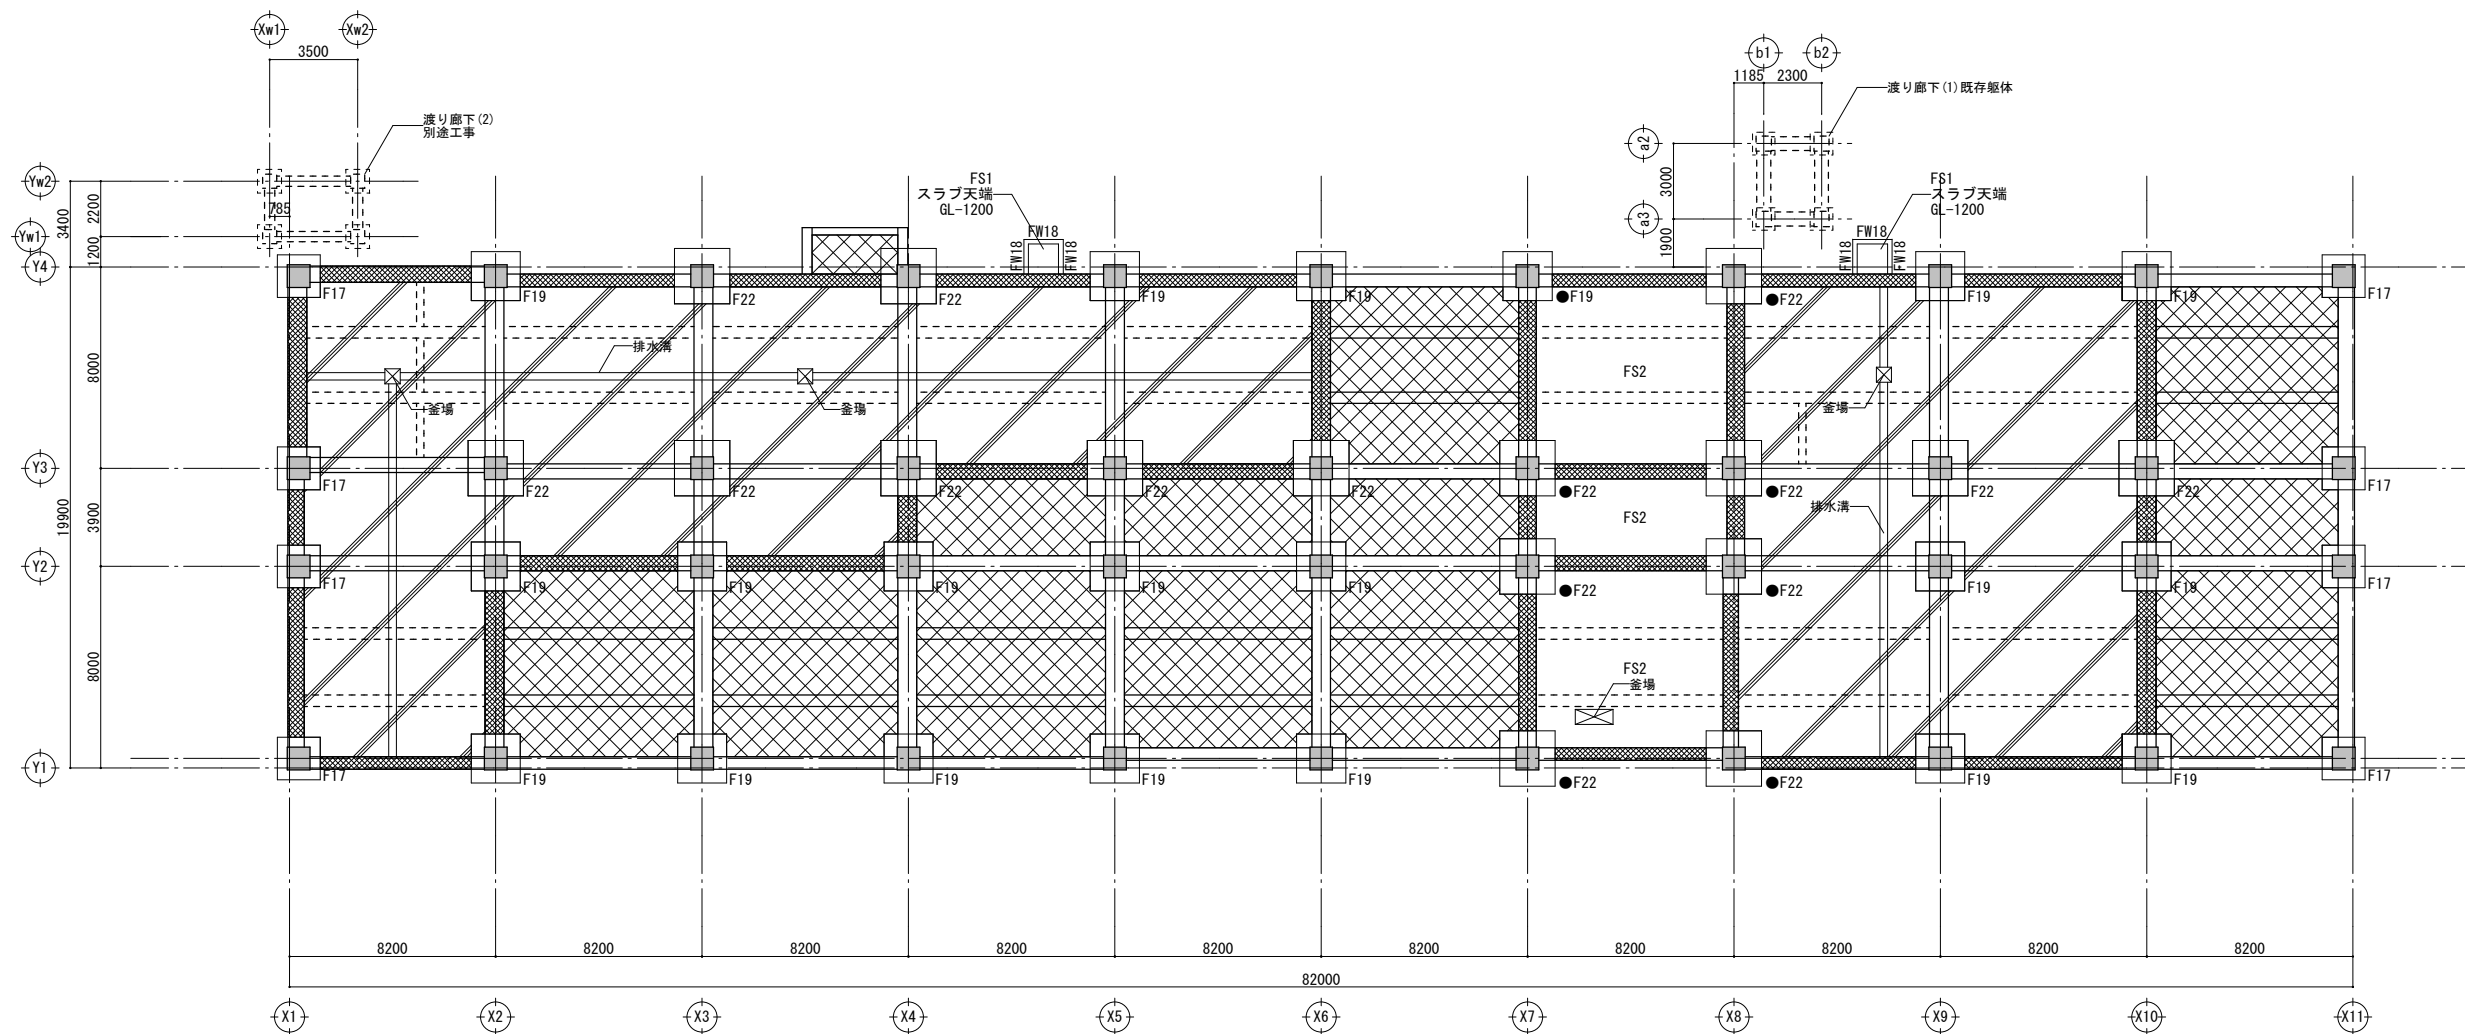 Xw1
Xw2
b1
b2
3500
1185
2300
渡り廊下(2)
別途工事
渡り廊下(1)既存躯体
a2
Yw2
FS1
スラブ天端
GL-1200
FS1
スラブ天端
GL-1200
3000
785
2200
3400
Yw1
a3
FW18
FW18
FW18
FW18
FW18
FW18
1200
1900
Y4
F17
F19
F22
F22
F19
F19
●F19
●F22
F19
F19
F17
排水溝
8000
FS2
釜場
釜場
釜場
Y3
F17
F22
F22
F22
F22
F22
●F22
●F22
F22
F22
F17
排水溝
19900
3900
FS2
Y2
F17
F19
F19
F19
F19
F19
●F22
●F22
F19
F19
F17
8000
FS2
釜場
Y1
F17
F19
F19
F19
F19
F19
●F22
●F22
F19
F19
F17
8200
8200
8200
8200
8200
8200
8200
8200
8200
8200
82000
X1
X2
X3
X4
X5
X6
X7
X8
X9
X10
X11